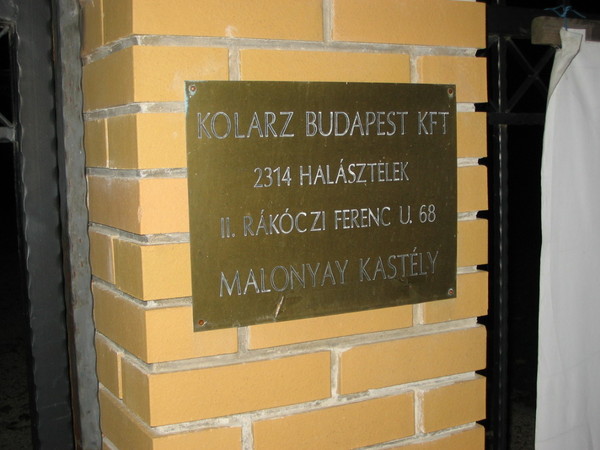 KOLARZ BUDAPEST KFT
2314 HALÁSZTELEK
II. RÁKÓCZI FERENC U. 68
MALONYAY KASTÉLY